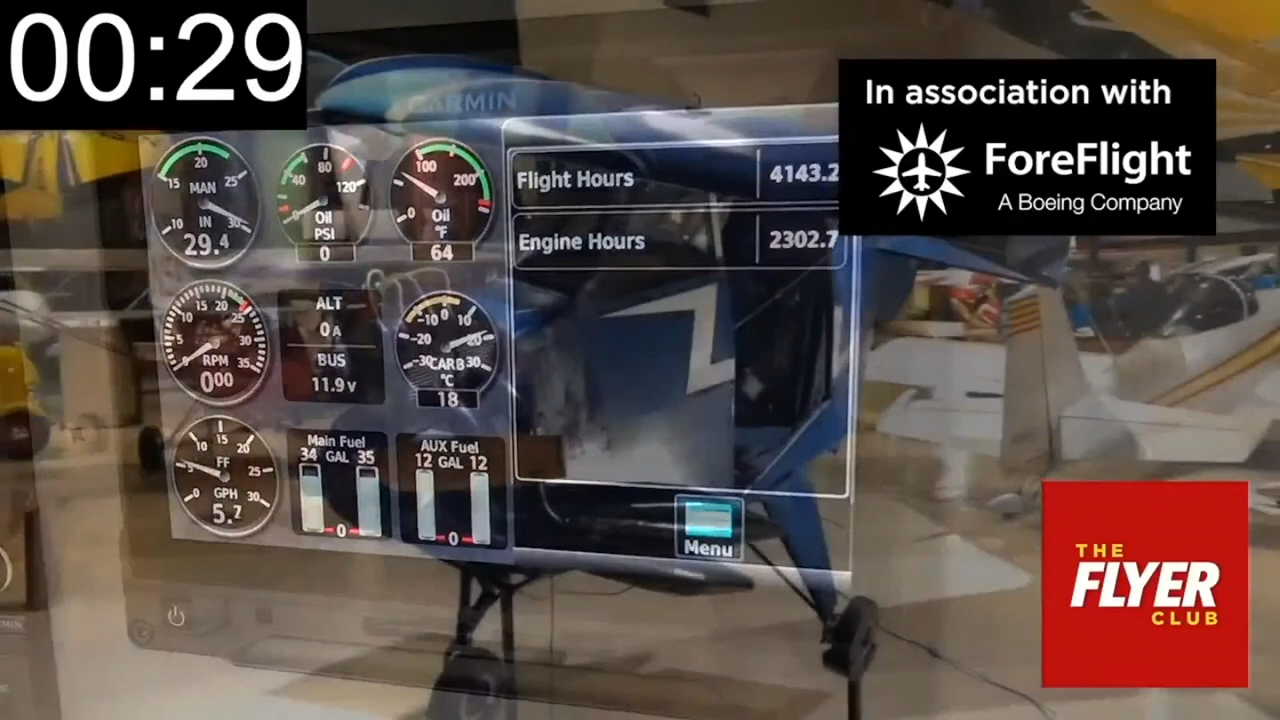 00:29
In association with
ForeFlight
A Boeing Company
GARMIN
Flight Hours 4143.2
Engine Hours 2302.7
15 20 25
10 30
MAN
IN
29.4
0 40 80 120
Oil
PSI
0
0 100 200
Oil
°F
64
5 10 15 20 25 30 35
RPM
000
ALT
0 A
BUS
11.9 V
-30 -20 -10 0 10 20 30
CARB
°C
18
0 5 10 15 20 25 30
FF
GPH
5.7
Main Fuel
34 GAL 35
0
AUX Fuel
12 GAL 12
0
Menu
THE
FLYER
CLUB